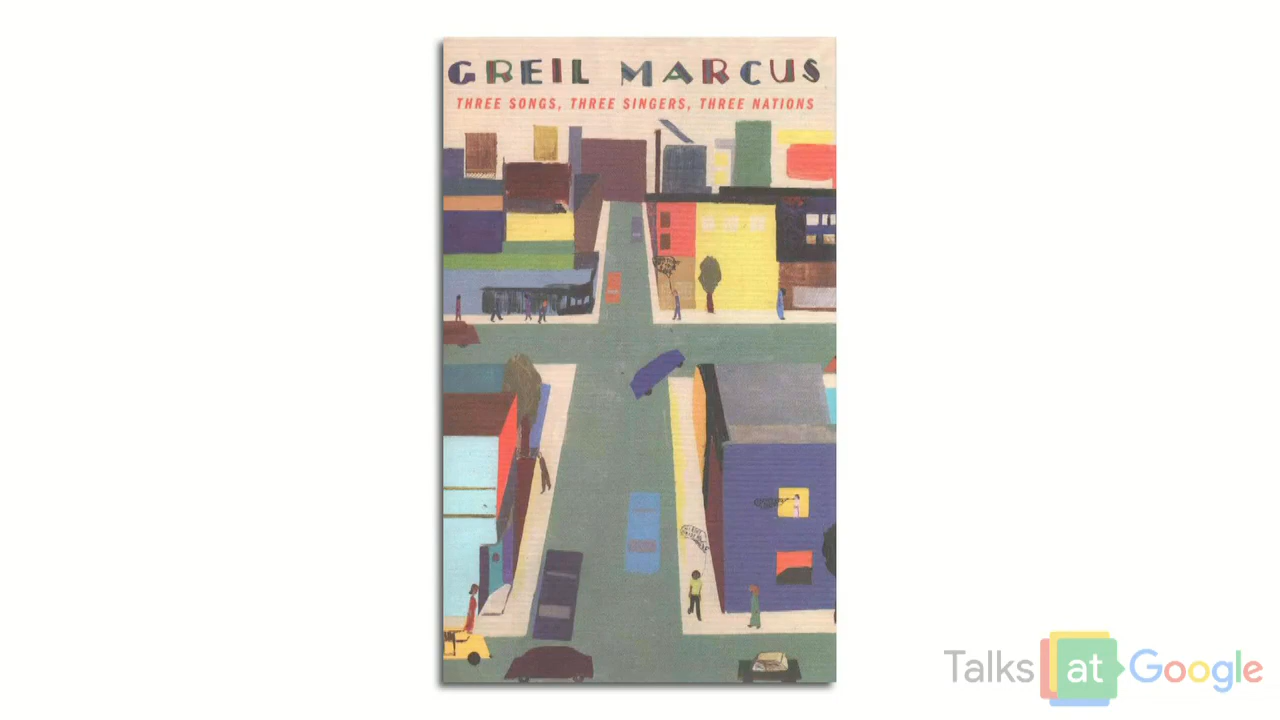 GREIL MARCUS
THREE SONGS, THREE SINGERS, THREE NATIONS
Talks at Google